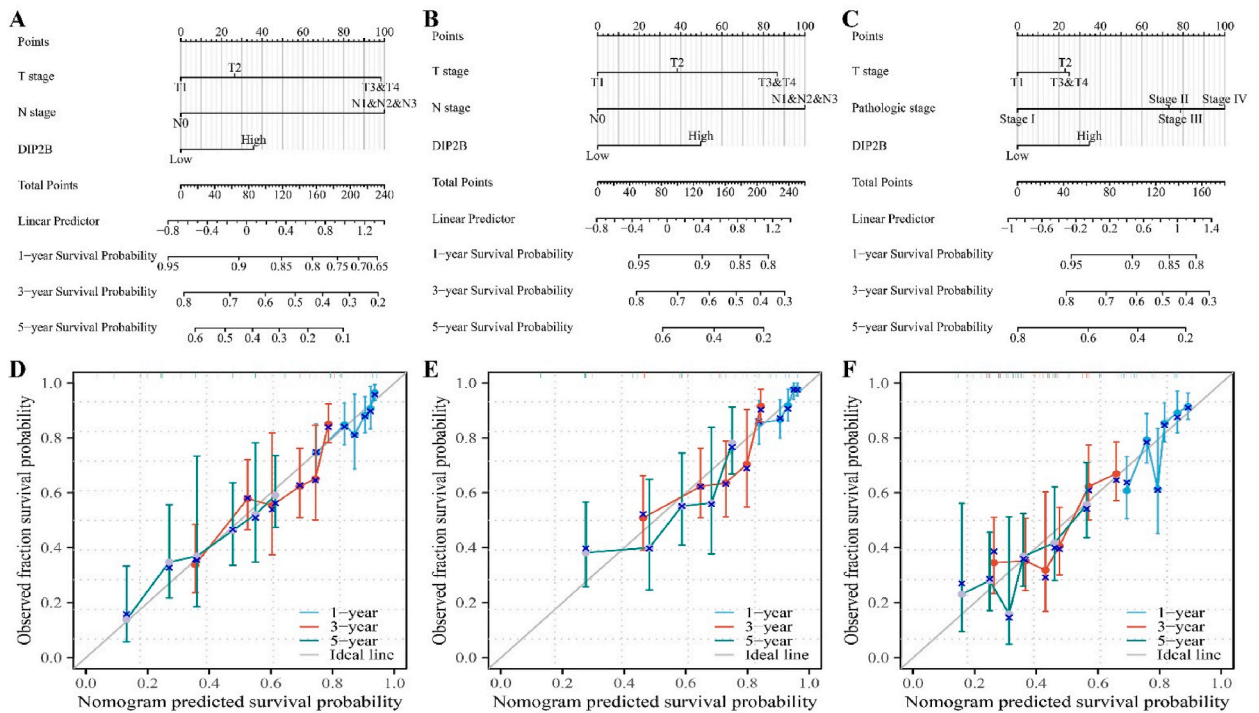 A
Points
0 20 40 60 80 100
T stage
T2
T1
T3&T4
N stage
N1&N2&N3
N0
DIP2B
High
Low
Total Points
0 40 80 100 120 140 160 200 240
Linear Predictor
−0.8 −0.4 0 0.4 0.8 1.2
1−year Survival Probability
0.95 0.9 0.85 0.8 0.75 0.70 0.65
3−year Survival Probability
0.8 0.7 0.6 0.5 0.4 0.3 0.2
5−year Survival Probability
0.6 0.5 0.4 0.3 0.2 0.1
B
Points
0 20 40 60 80 100
T stage
T2
T1
T3&T4
N stage
N1&N2&N3
N0
DIP2B
High
Low
Total Points
0 40 80 100 120 160 200 240
Linear Predictor
−0.8 −0.4 0 0.4 0.8 1.2
1−year Survival Probability
0.95 0.9 0.85 0.8
3−year Survival Probability
0.8 0.7 0.6 0.5 0.4 0.3
5−year Survival Probability
0.6 0.4 0.2
C
Points
0 20 40 60 80 100
T stage
T2
T1
T3&T4
Pathologic stage
Stage II Stage IV
Stage I Stage III
DIP2B
High
Low
Total Points
0 40 80 120 160
Linear Predictor
−1 −0.6 −0.2 0.2 0.6 1 1.4
1−year Survival Probability
0.95 0.9 0.85 0.8
3−year Survival Probability
0.8 0.7 0.6 0.5 0.4 0.3
5−year Survival Probability
0.8 0.6 0.4 0.2
D
Observed fraction survival probability
1.0
0.8
0.6
0.4
0.2
0.0
1−year
3−year
5−year
Ideal line
0.0 0.2 0.4 0.6 0.8 1.0
Nomogram predicted survival probability
E
Observed fraction survival probability
1.0
0.8
0.6
0.4
0.2
0.0
1−year
3−year
5−year
Ideal line
0.0 0.2 0.4 0.6 0.8 1.0
Nomogram predicted survival probability
F
Observed fraction survival probability
1.0
0.8
0.6
0.4
0.2
0.0
1−year
3−year
5−year
Ideal line
0.0 0.2 0.4 0.6 0.8 1.0
Nomogram predicted survival probability